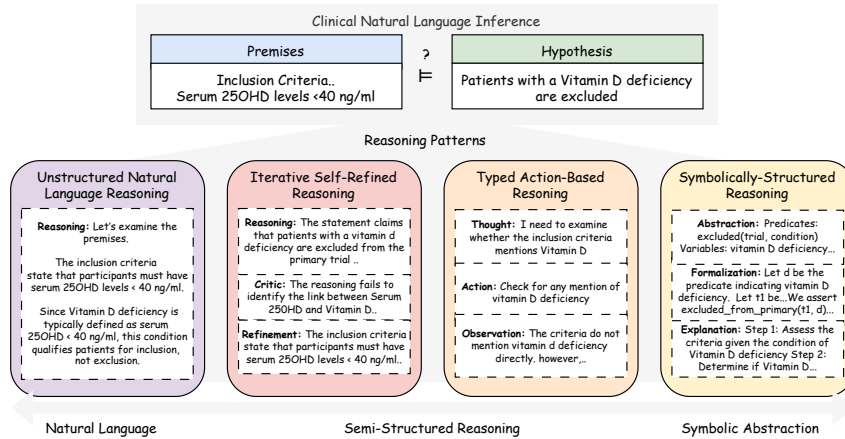 Clinical Natural Language Inference
Premises
Inclusion Criteria..
Serum 25OHD levels <40 ng/ml
?
⊨
Hypothesis
Patients with a Vitamin D deficiency
are excluded
Reasoning Patterns
Unstructured Natural
Language Reasoning
Reasoning: Let's examine the
premises.
The inclusion criteria
state that participants must have
serum 25OHD levels < 40 ng/ml.
Since Vitamin D deficiency is
typically defined as serum
25OHD < 40 ng/ml, this condition
qualifies patients for inclusion,
not exclusion.
Iterative Self-Refined
Reasoning
Reasoning: The statement claims
that patients with a vitamin d
deficiency are excluded from the
primary trial ..
Critic: The reasoning fails to
identify the link between Serum
25OHD and Vitamin D..
Refinement: The inclusion criteria
state that participants must have
serum 25OHD levels < 40 ng/ml..
Typed Action-Based
Resoning
Thought: I need to examine
whether the inclusion criteria
mentions Vitamin D
Action: Check for any mention of
vitamin D deficiency
Observation: The criteria do not
mention vitamin d deficiency
directly. however,..
Symbolically-Structured
Reasoning
Abstraction: Predicates:
excluded(trial, condition)
Variables: vitamin D deficiency...
Formalization: Let d be the
predicate indicating vitamin D
deficiency. Let t1 be...We assert
excluded_from_primary(t1, d)...
Explanation: Step 1: Assess the
criteria given the condition of
Vitamin D deficiency Step 2:
Determine if Vitamin D...
Natural Language
Semi-Structured Reasoning
Symbolic Abstraction